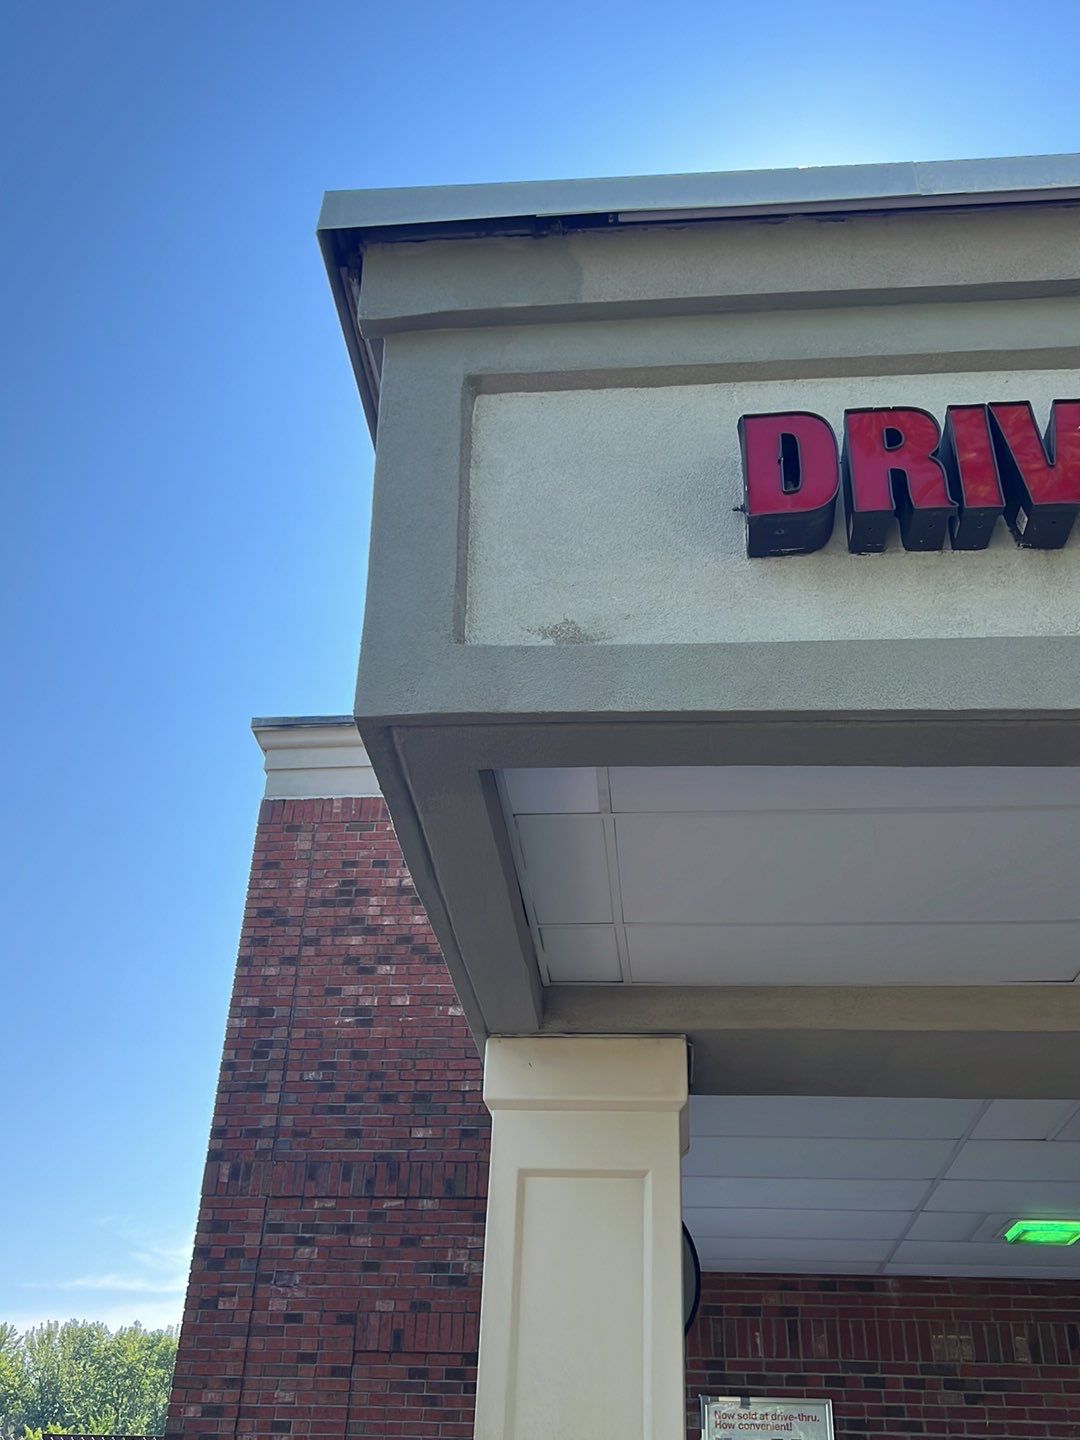 DRIV
Now sold at drive-thru.
How convenient!